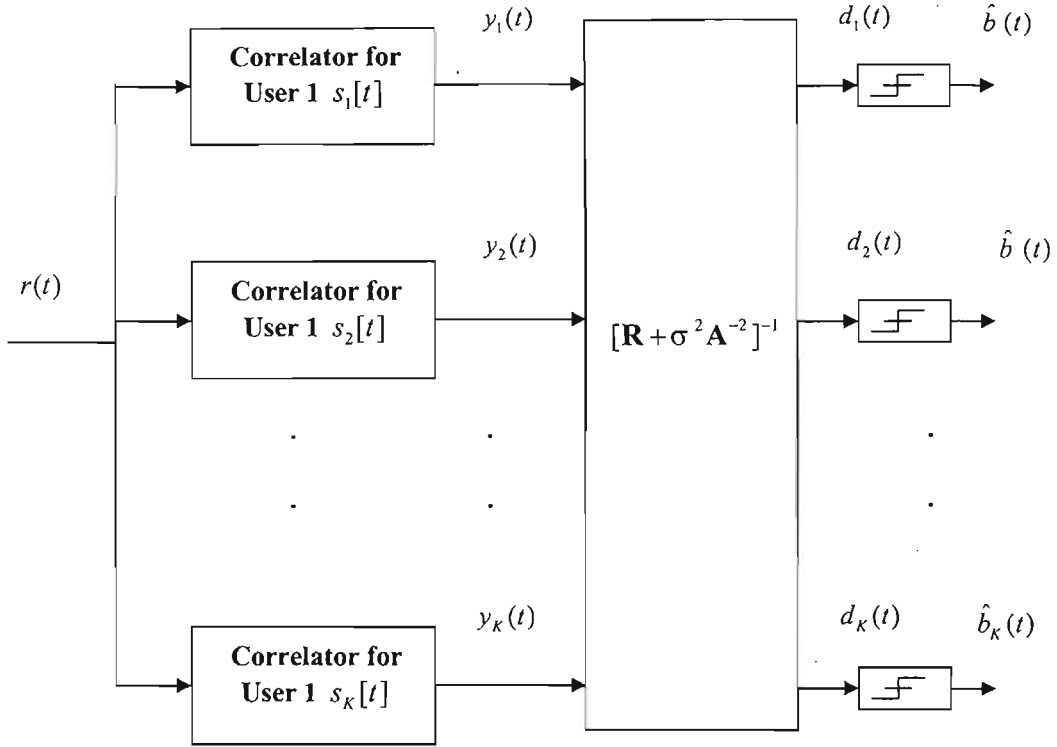 y₁(t) d₁(t) b̂ (t)
Correlator for
User 1 s₁[t]
y₂(t) d₂(t) b̂ (t)
r(t)
Correlator for
User 1 s₂[t]
[R + σ²A⁻²]⁻¹
y_K(t) d_K(t) b̂_K(t)
Correlator for
User 1 s_K[t]